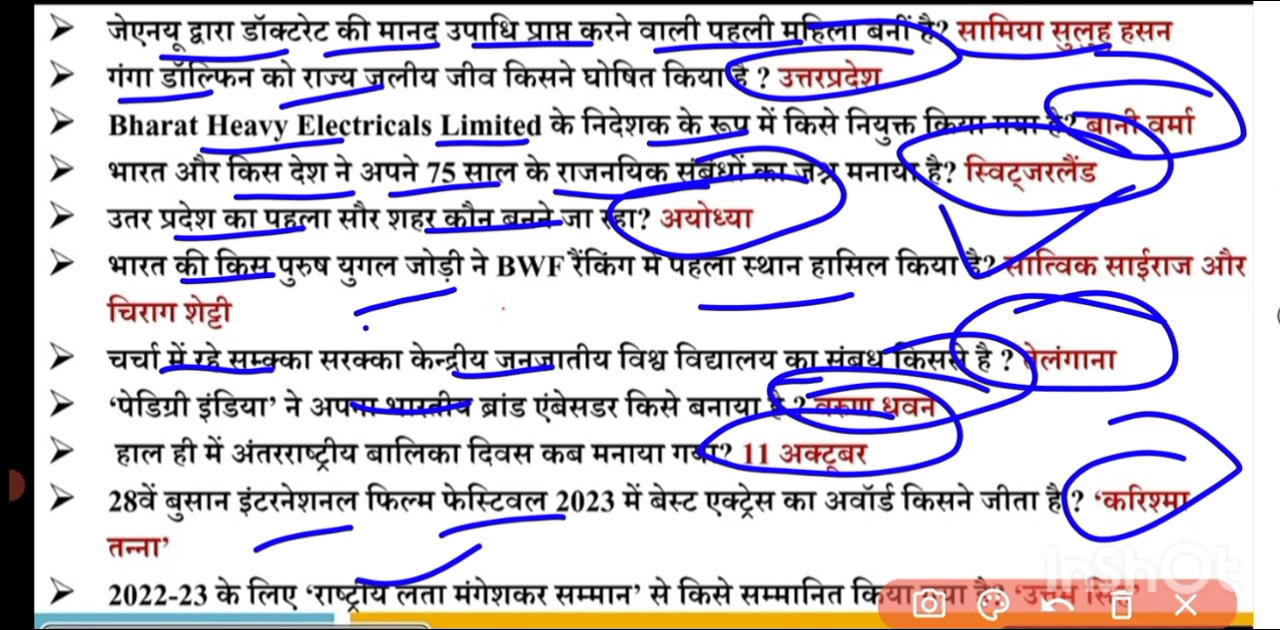 ➤ जेएनयू द्वारा डॉक्टरेट की मानद उपाधि प्राप्त करने वाली पहली महिला बनीं है? सामिया सुलुह हसन
➤ गंगा डॉल्फिन को राज्य जलीय जीव किसने घोषित किया है ? उत्तरप्रदेश
➤ Bharat Heavy Electricals Limited के निदेशक के रूप में किसे नियुक्त किया गया है? बानी वर्मा
➤ भारत और किस देश ने अपने 75 साल के राजनयिक संबंधों का जश्न मनाया है? स्विट्जरलैंड
➤ उतर प्रदेश का पहला सौर शहर कौन बनने जा रहा? अयोध्या
➤ भारत की किस पुरुष युगल जोड़ी ने BWF रैंकिंग में पहला स्थान हासिल किया है? सात्विक साईराज और
चिराग शेट्टी
➤ चर्चा में रहे सम्क्का सरक्का केन्द्रीय जनजातीय विश्व विद्यालय का संबध किससे है ? तेलंगाना
➤ ‘पेडिग्री इंडिया’ ने अपना भारतीय ब्रांड एंबेसडर किसे बनाया है ? वरुण धवन
➤ हाल ही में अंतरराष्ट्रीय बालिका दिवस कब मनाया गया? 11 अक्टूबर
➤ 28वें बुसान इंटरनेशनल फिल्म फेस्टिवल 2023 में बेस्ट एक्ट्रेस का अवॉर्ड किसने जीता है ? ‘करिश्मा
तन्ना’
➤ 2022-23 के लिए ‘राष्ट्रीय लता मंगेशकर सम्मान’ से किसे सम्मानित किया गया है? ‘उत्तम सिंह’
InShOt